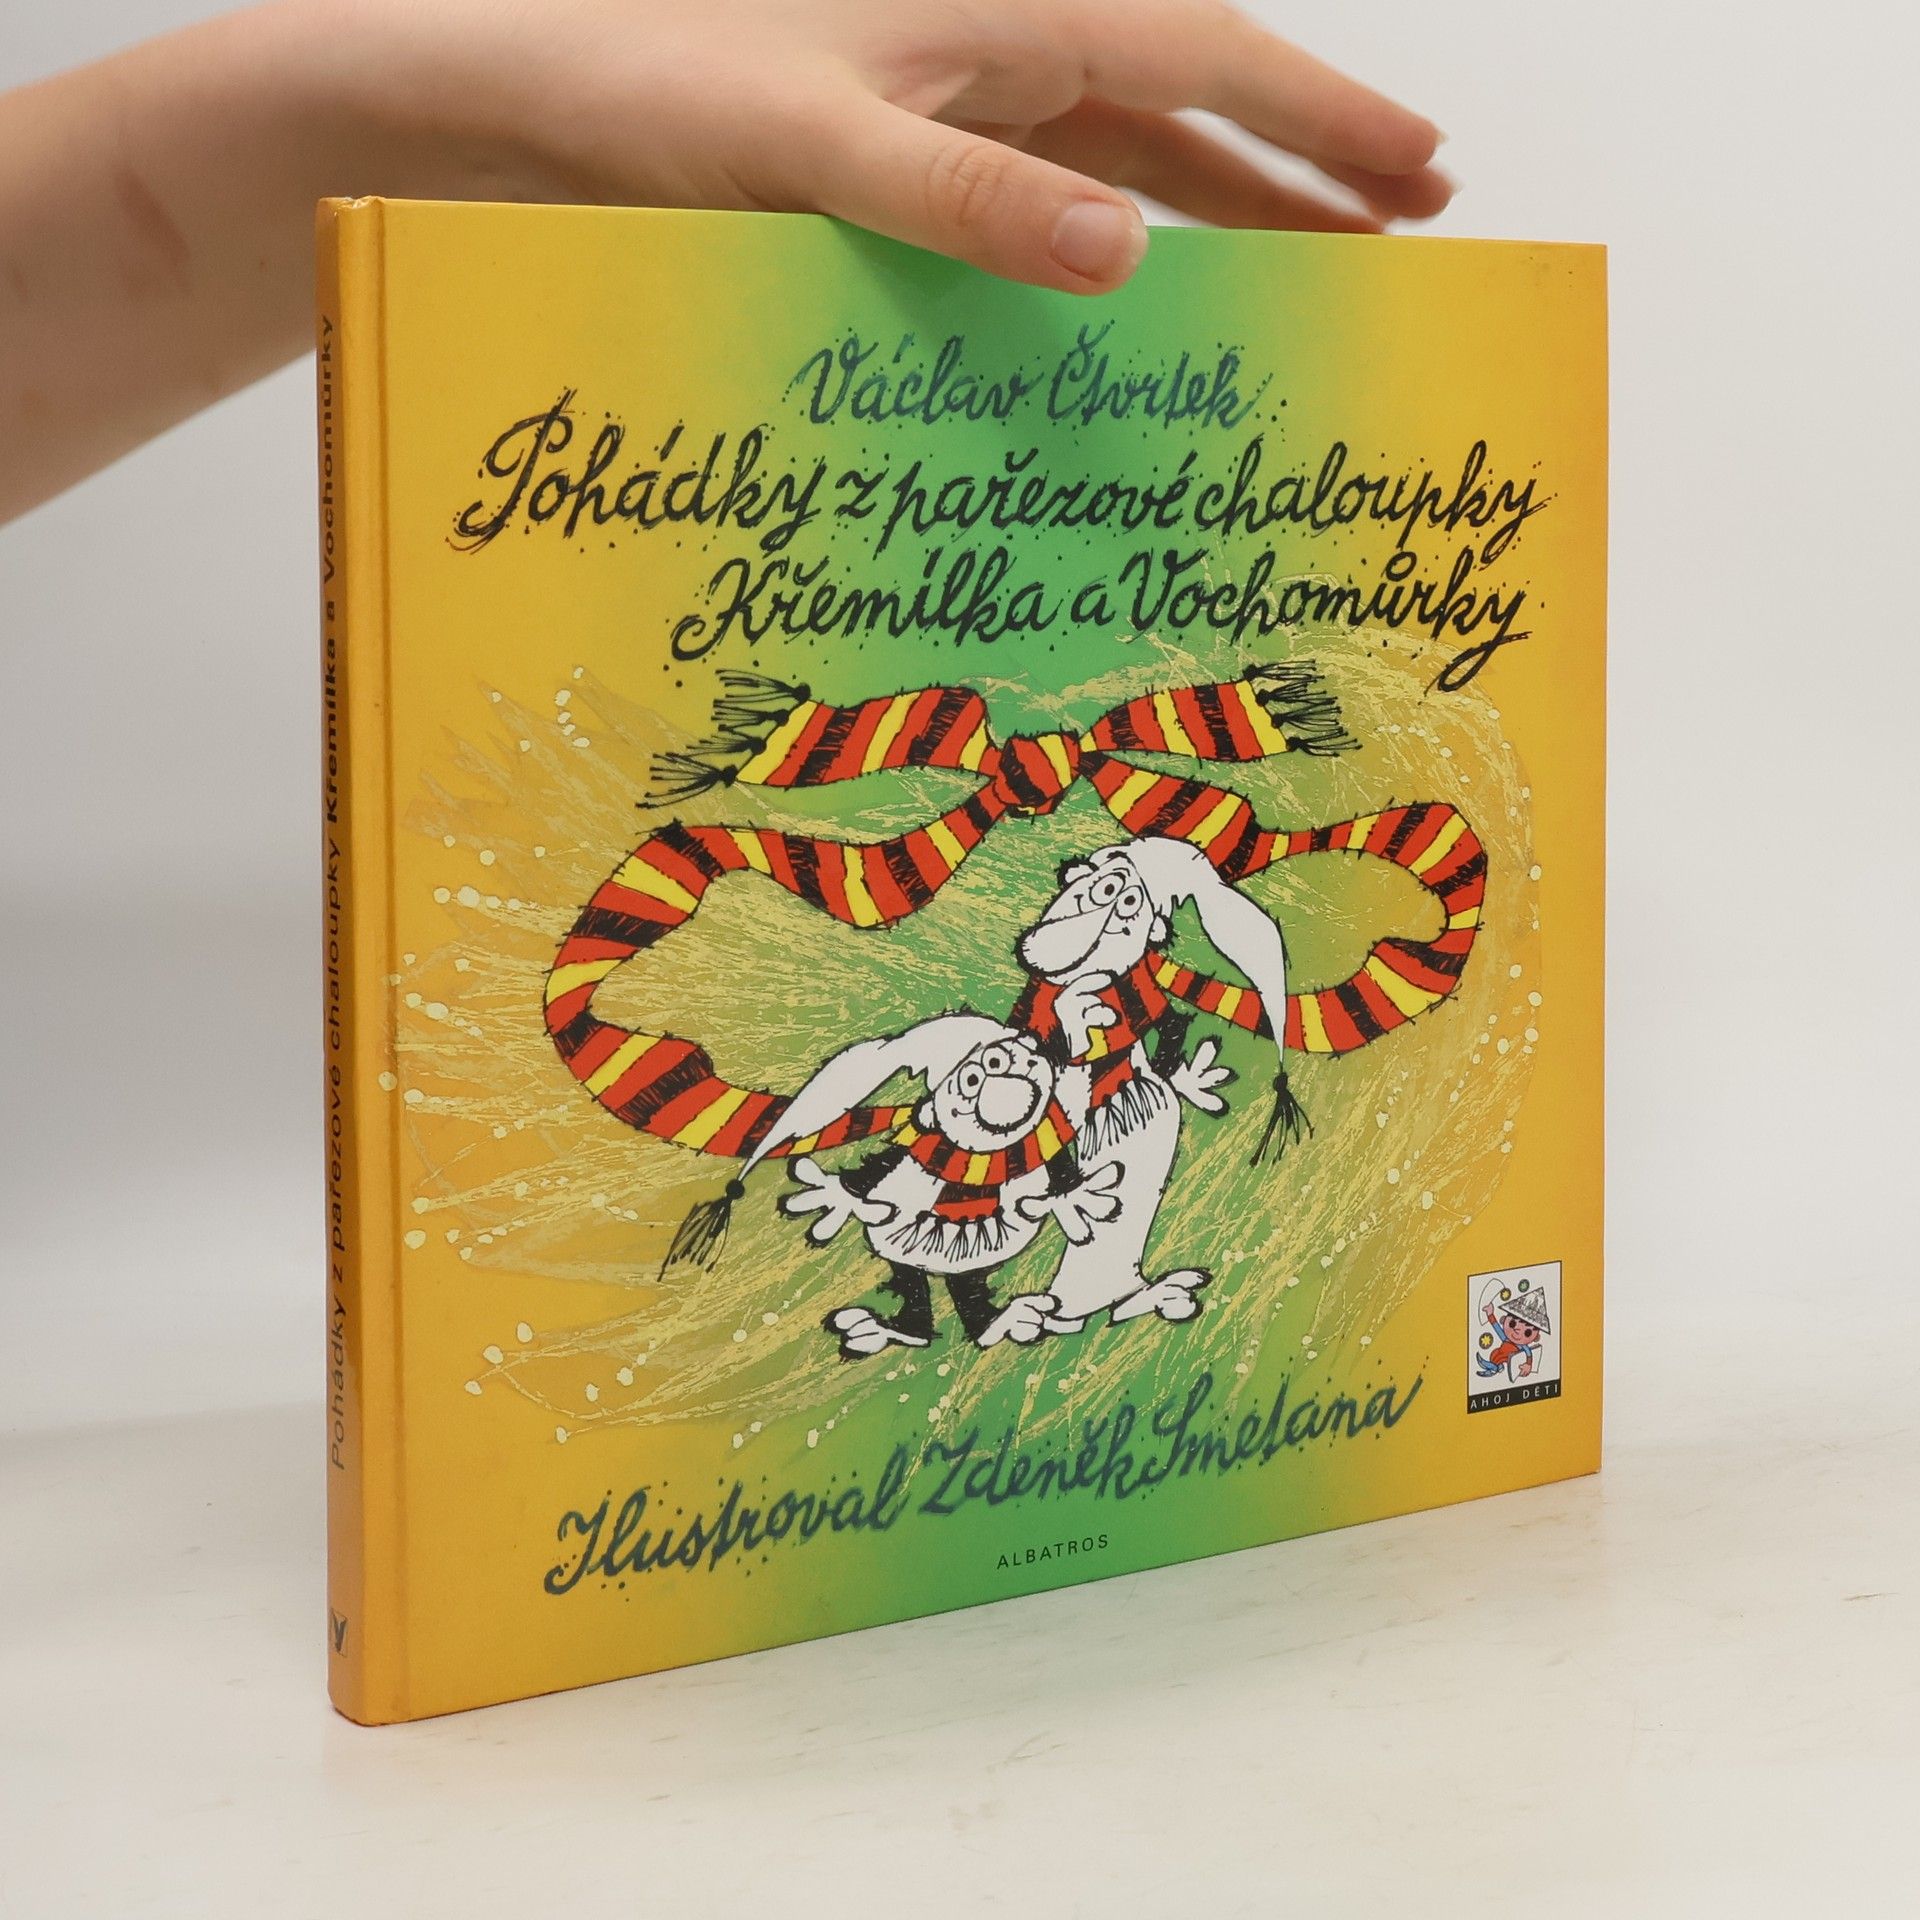 Václav Čtvrtek
Pohádky z pařezové chaloupky
Křemílka a Vochomůrky
AHOJ DĚTI
Ilustroval Zdeněk Smetana
ALBATROS
Pohádky z pařezové chaloupky Křemílka a Vochomůrky